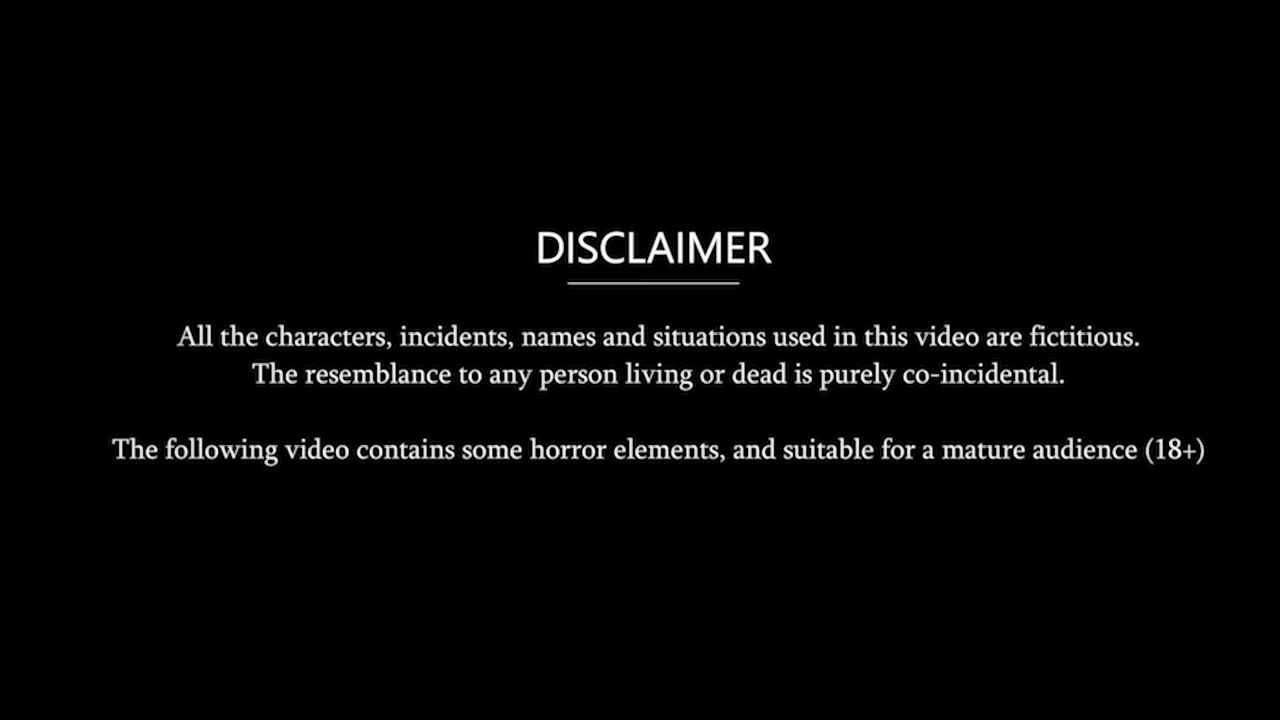 DISCLAIMER
All the characters, incidents, names and situations used in this video are fictitious.
The resemblance to any person living or dead is purely co-incidental.
The following video contains some horror elements, and suitable for a mature audience (18+)